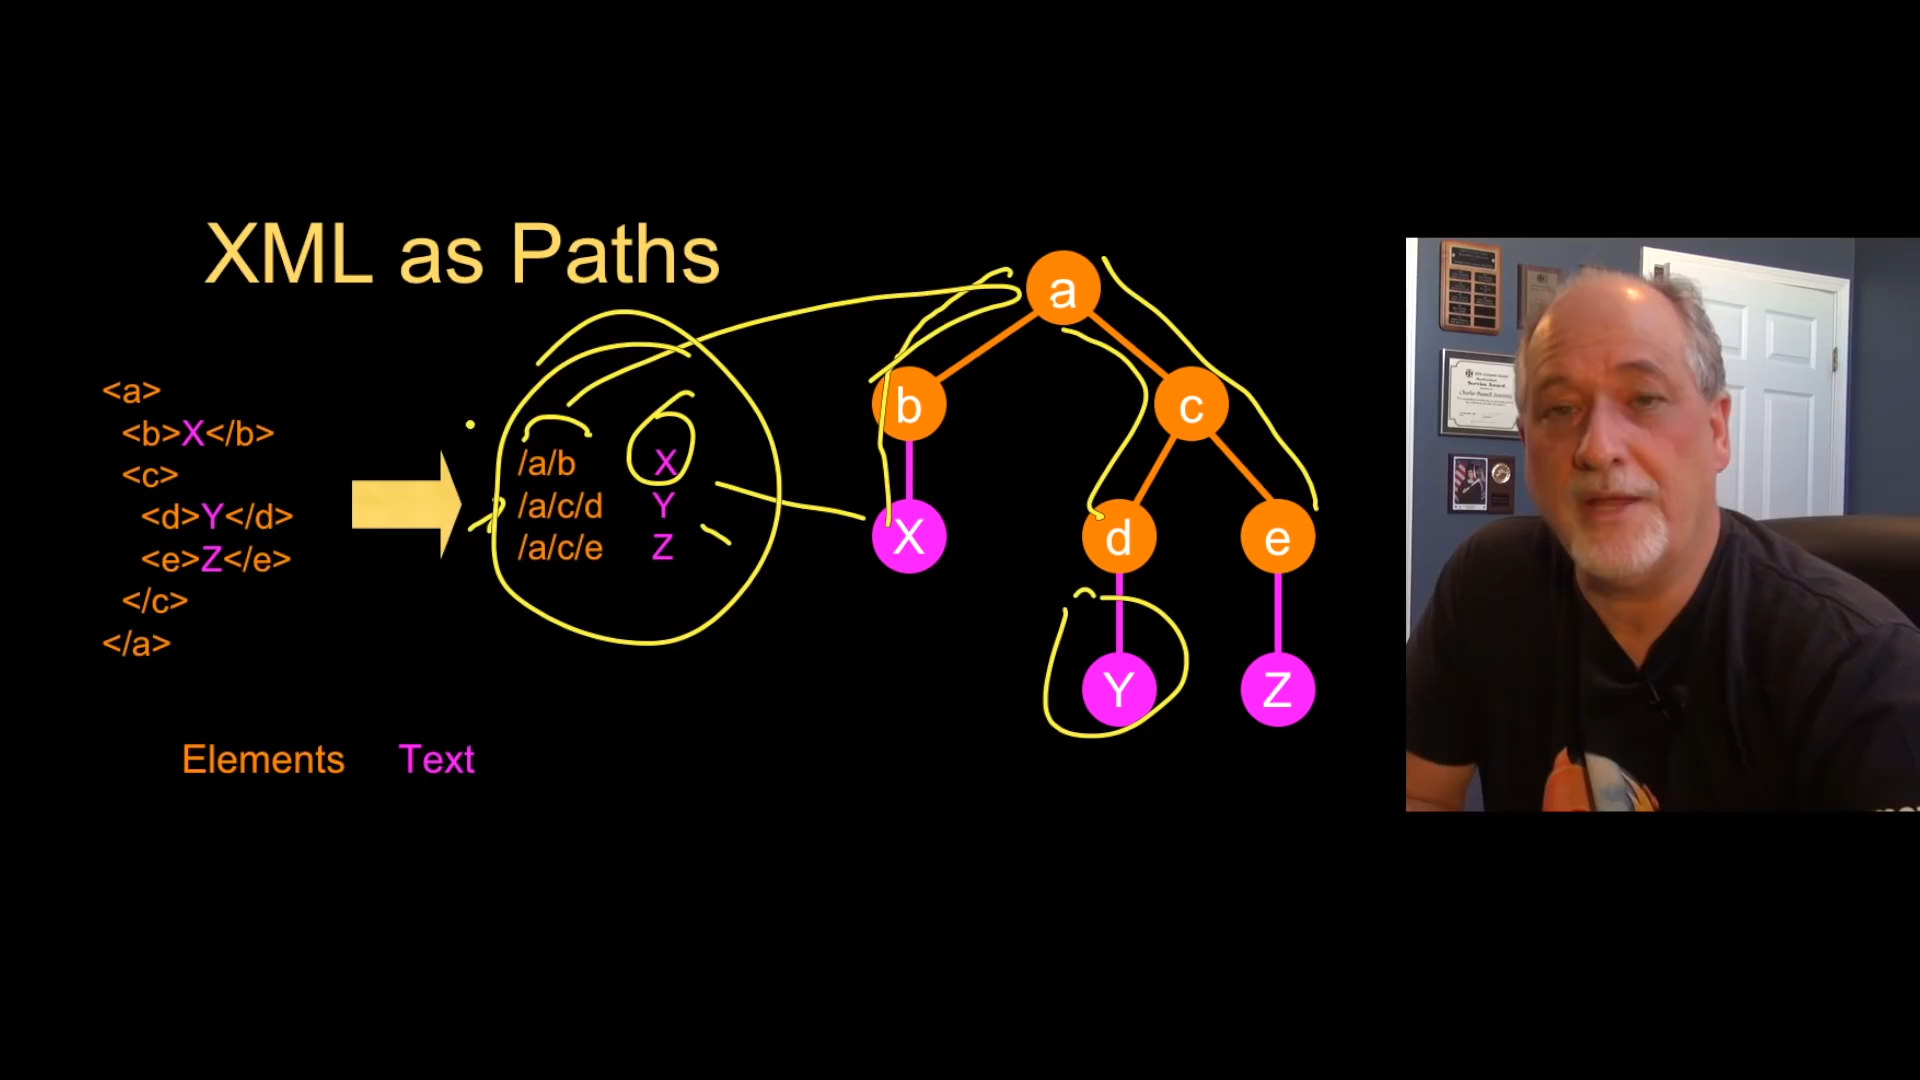 XML as Paths
<a>
<b>X</b>
<c>
<d>Y</d>
<e>Z</e>
</c>
</a>
/a/b X
/a/c/d Y
/a/c/e Z
a
b
c
X
d
e
Y
Z
Elements Text